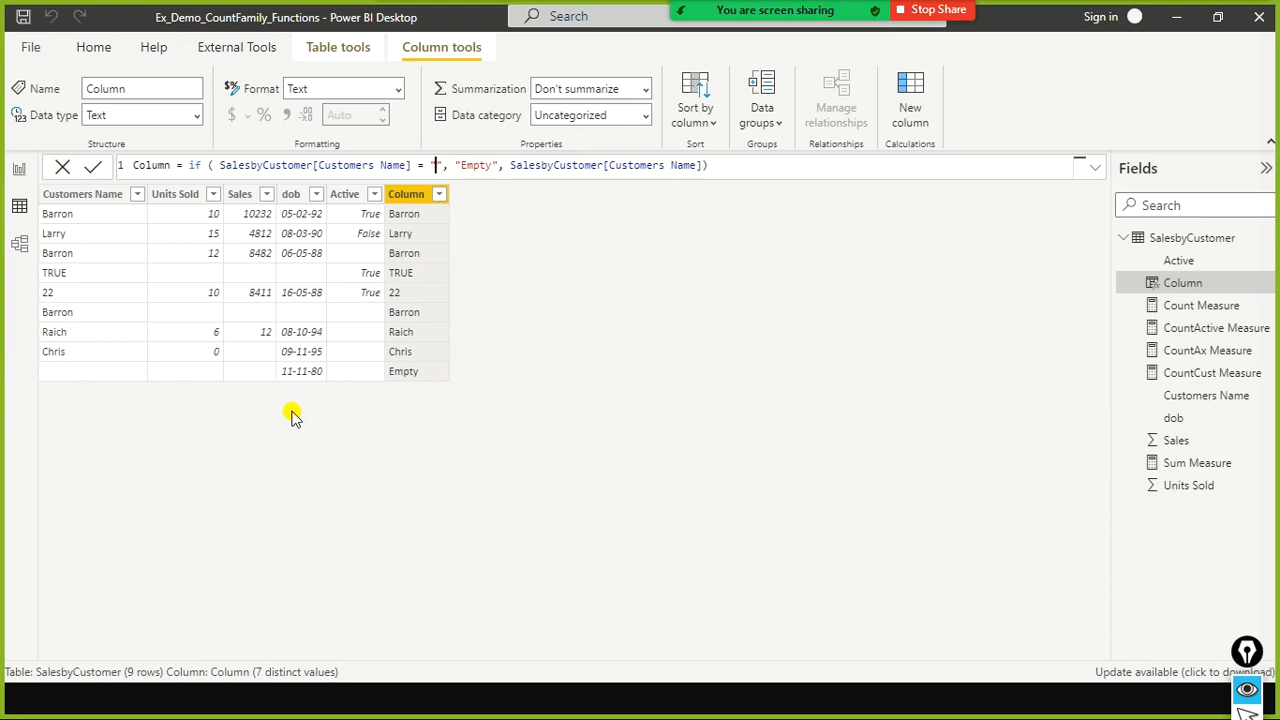 Ex_Demo_CountFamily_Functions - Power BI Desktop
Search
You are screen sharing
Stop Share
Sign in
File
Home
Help
External Tools
Table tools
Column tools
Name
Column
Format
Text
Summarization
Don't summarize
Sort by column
Data groups
Manage relationships
New column
Data type
Text
$ % 9
Auto
Data category
Uncategorized
Structure
Formatting
Properties
Sort
Groups
Relationships
Calculations
1 Column = if ( SalesbyCustomer[Customers Name] = "", "Empty", SalesbyCustomer[Customers Name])
Fields
Customers Name Units Sold Sales dob Active Column
Barron 10 10232 05-02-92 True Barron
Larry 15 4812 08-03-90 False Larry
Barron 12 8482 06-05-88 Barron
TRUE True TRUE
22 10 8411 16-05-88 True 22
Barron Barron
Raich 6 12 08-10-94 Raich
Chris 0 09-11-95 Chris
11-11-80 Empty
Search
SalesbyCustomer
Active
Column
Count Measure
CountActive Measure
CountAx Measure
CountCust Measure
Customers Name
dob
Sales
Sum Measure
Units Sold
Table: SalesbyCustomer (9 rows) Column: Column (7 distinct values)
Update available (click to download)